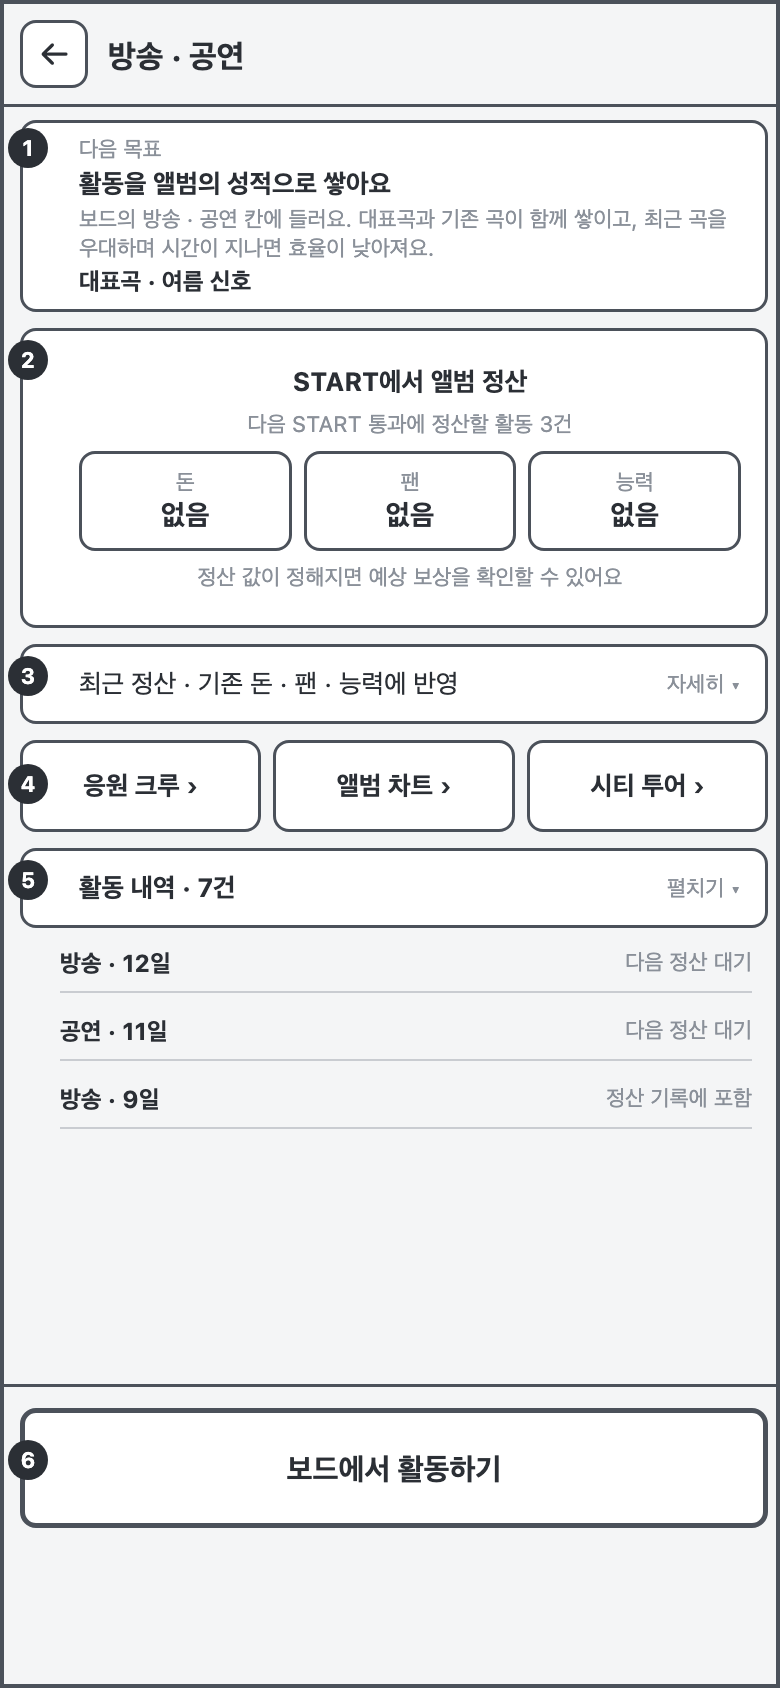 방송 · 공연
1
다음 목표
활동을 앨범의 성적으로 쌓아요
보드의 방송 · 공연 칸에 들러요. 대표곡과 기존 곡이 함께 쌓이고, 최근 곡을
우대하며 시간이 지나면 효율이 낮아져요.
대표곡 · 여름 신호
2
START에서 앨범 정산
다음 START 통과에 정산할 활동 3건
돈
없음
팬
없음
능력
없음
정산 값이 정해지면 예상 보상을 확인할 수 있어요
3
최근 정산 · 기존 돈 · 팬 · 능력에 반영
자세히 ▾
4
응원 크루 ›
앨범 차트 ›
시티 투어 ›
5
활동 내역 · 7건
펼치기 ▾
방송 · 12일
다음 정산 대기
공연 · 11일
다음 정산 대기
방송 · 9일
정산 기록에 포함
6
보드에서 활동하기